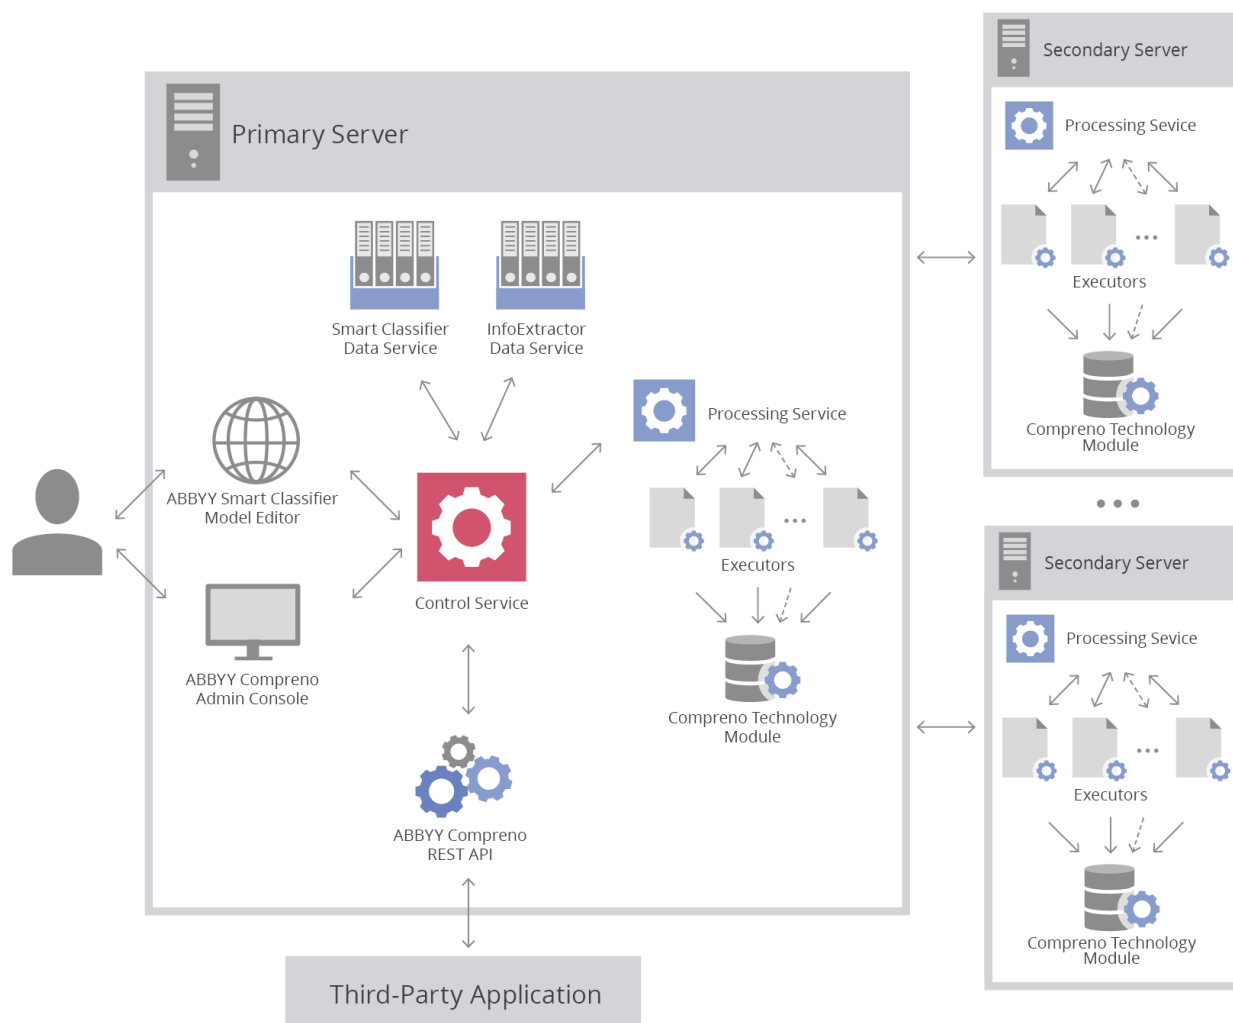 Primary Server
Smart Classifier
Data Service
InfoExtractor
Data Service
Processing Service
Executors
Compreno Technology
Module
ABBYY Smart Classifier
Model Editor
Control Service
ABBYY Compreno
Admin Console
ABBYY Compreno
REST API
Third-Party Application
Secondary Server
Processing Sevice
Executors
Compreno Technology
Module
Secondary Server
Processing Sevice
Executors
Compreno Technology
Module